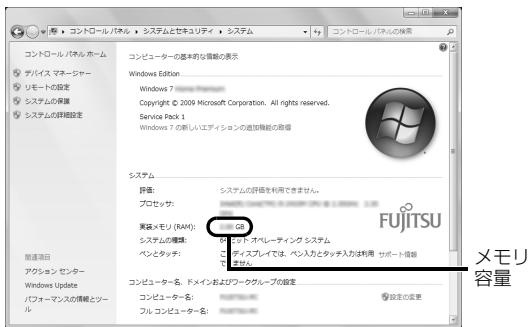 コントロール パネル ▸ システムとセキュリティ ▸ システム
コントロール パネルの検索
コントロール パネル ホーム
デバイス マネージャー
リモートの設定
システムの保護
システムの詳細設定
コンピューターの基本的な情報の表示
Windows Edition
Windows 7
Copyright © 2009 Microsoft Corporation. All rights reserved.
Service Pack 1
Windows 7 の新しいエディションの追加機能の取得
システム
評価: システムの評価を利用できません。
プロセッサ:
実装メモリ (RAM): GB
システムの種類: 64 ビット オペレーティング システム
ペンとタッチ: このディスプレイでは、ペン入力とタッチ入力は利用できません
FUJITSU
サポート情報
コンピューター名、ドメインおよびワークグループの設定
コンピューター名:
設定の変更
フル コンピューター名:
関連項目
アクション センター
Windows Update
パフォーマンスの情報とツール
メモリ
容量